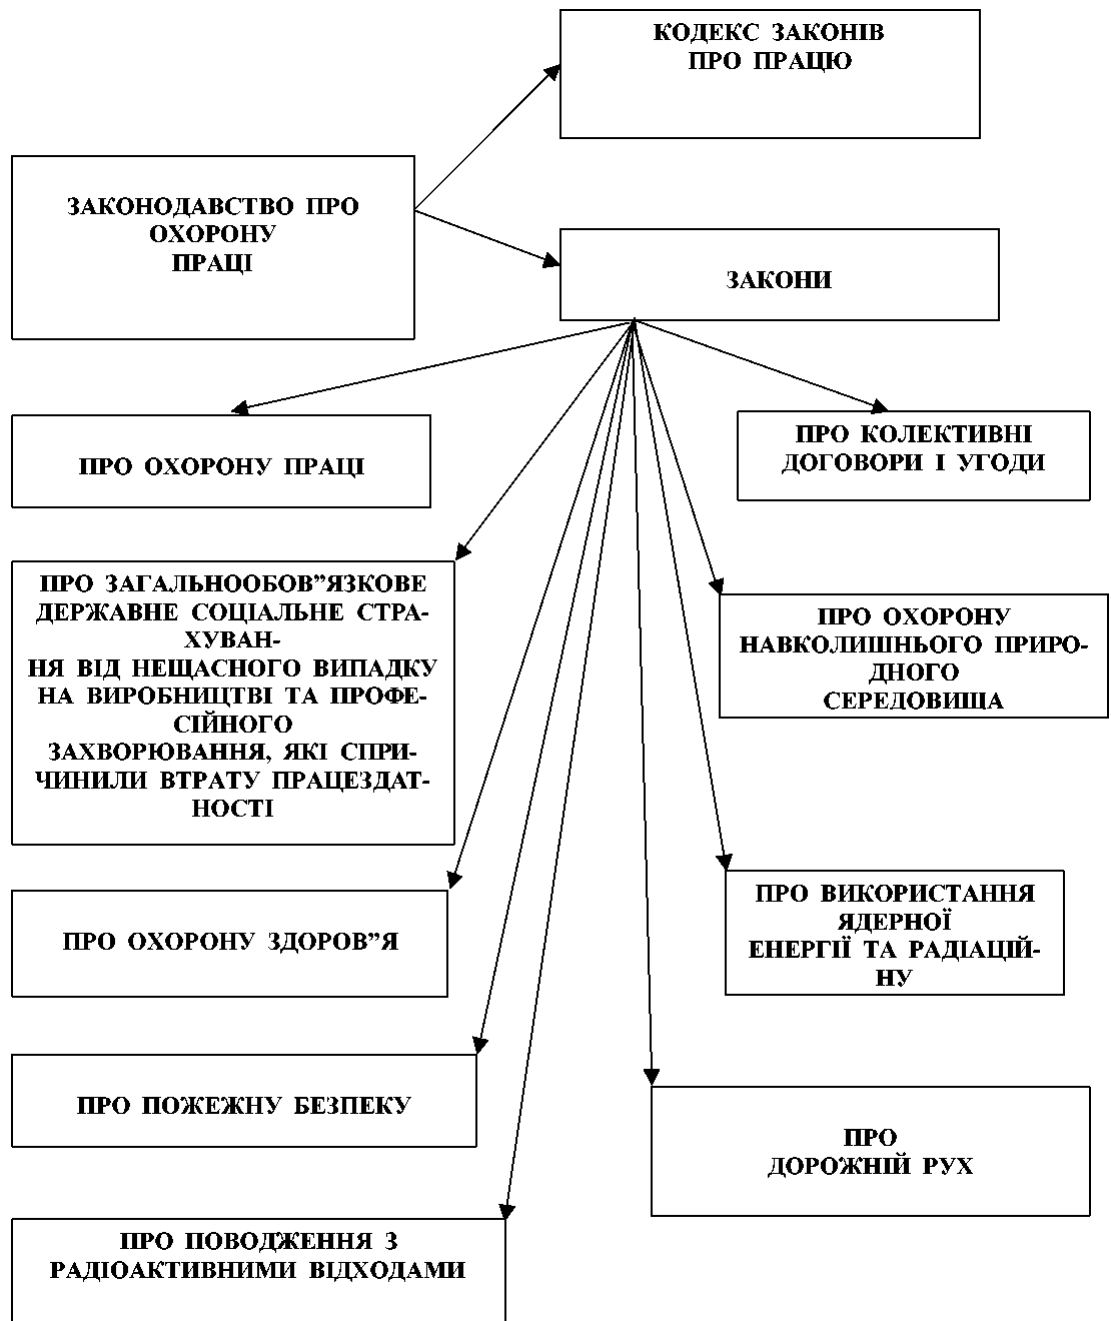 КОДЕКС ЗАКОНІВ
ПРО ПРАЦЮ
ЗАКОНОДАВСТВО ПРО
ОХОРОНУ
ПРАЦІ
ЗАКОНИ
ПРО ОХОРОНУ ПРАЦІ
ПРО КОЛЕКТИВНІ
ДОГОВОРИ І УГОДИ
ПРО ЗАГАЛЬНООБОВ”ЯЗКОВЕ
ДЕРЖАВНЕ СОЦІАЛЬНЕ СТРА-
ХУВАН-
НЯ ВІД НЕЩАСНОГО ВИПАДКУ
НА ВИРОБНИЦТВІ ТА ПРОФЕ-
СІЙНОГО
ЗАХВОРЮВАННЯ, ЯКІ СПРИ-
ЧИНИЛИ ВТРАТУ ПРАЦЕЗДАТ-
НОСТІ
ПРО ОХОРОНУ
НАВКОЛИШНЬОГО ПРИРО-
ДНОГО
СЕРЕДОВИЩА
ПРО ОХОРОНУ ЗДОРОВ”Я
ПРО ВИКОРИСТАННЯ
ЯДЕРНОЇ
ЕНЕРГІЇ ТА РАДІАЦІЙ-
НУ
ПРО ПОЖЕЖНУ БЕЗПЕКУ
ПРО
ДОРОЖНІЙ РУХ
ПРО ПОВОДЖЕННЯ З
РАДІОАКТИВНИМИ ВІДХОДАМИ